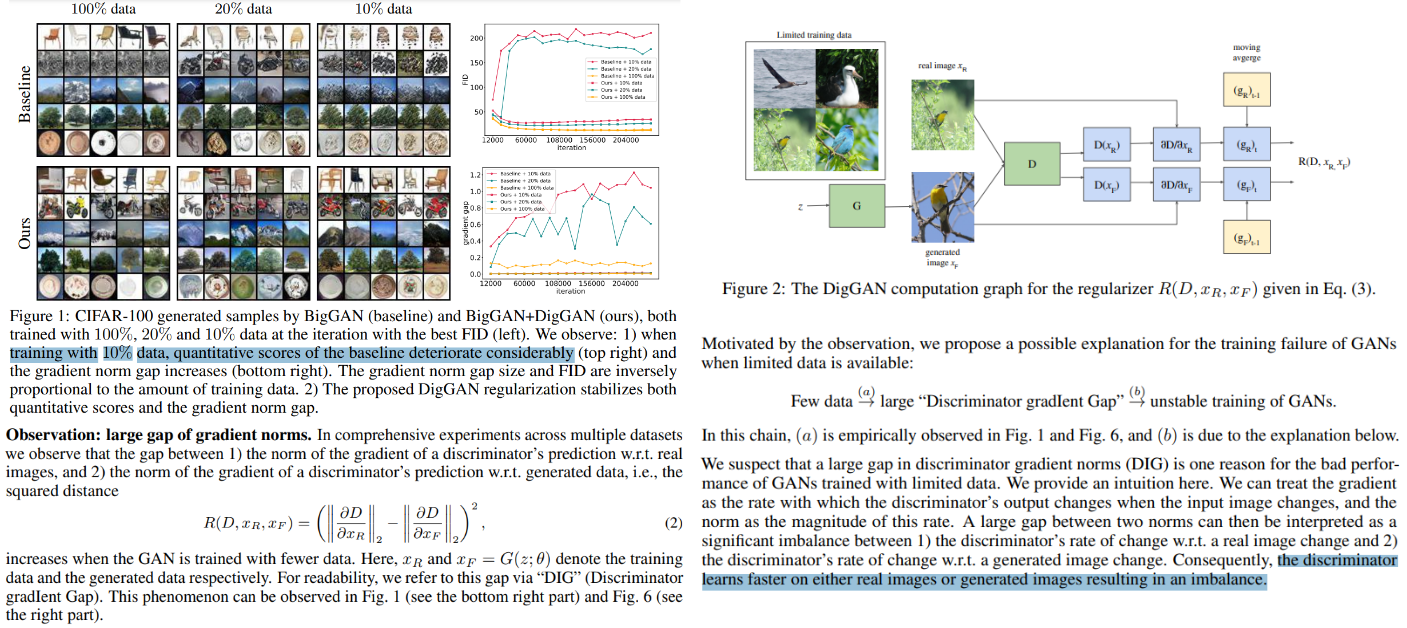 100% data
20% data
10% data
Baseline
Ours
FID
200
150
100
50
Baseline + 10% data
Baseline + 20% data
Baseline + 100% data
Ours + 10% data
Ours + 20% data
Ours + 100% data
12000 60000 108000 156000 204000
iteration
gradient gap
1.2
1.0
0.8
0.6
0.4
0.2
0.0
Baseline + 10% data
Baseline + 20% data
Baseline + 100% data
Ours + 10% data
Ours + 20% data
Ours + 100% data
12000 60000 108000 156000 204000
iteration
Figure 1: CIFAR-100 generated samples by BigGAN (baseline) and BigGAN+DigGAN (ours), both
trained with 100%, 20% and 10% data at the iteration with the best FID (left). We observe: 1) when
training with 10% data, quantitative scores of the baseline deteriorate considerably (top right) and
the gradient norm gap increases (bottom right). The gradient norm gap size and FID are inversely
proportional to the amount of training data. 2) The proposed DigGAN regularization stabilizes both
quantitative scores and the gradient norm gap.
Observation: large gap of gradient norms. In comprehensive experiments across multiple datasets
we observe that the gap between 1) the norm of the gradient of a discriminator's prediction w.r.t. real
images, and 2) the norm of the gradient of a discriminator's prediction w.r.t. generated data, i.e., the
squared distance
R(D, x_R, x_F) = (‖∂D/∂x_R‖_2 − ‖∂D/∂x_F‖_2)^2, (2)
increases when the GAN is trained with fewer data. Here, x_R and x_F = G(z; θ) denote the training
data and the generated data respectively. For readability, we refer to this gap via "DIG" (Discriminator
gradIent Gap). This phenomenon can be observed in Fig. 1 (see the bottom right part) and Fig. 6 (see
the right part).
Limited training data
real image x_R
moving
avgerge
(g_R)_t-1
D
D(x_R)
∂D/∂x_R
(g_R)_t
R(D, x_R, x_F)
z
G
D(x_F)
∂D/∂x_F
(g_F)_t
generated
image x_F
(g_F)_t-1
Figure 2: The DigGAN computation graph for the regularizer R(D, x_R, x_F) given in Eq. (3).
Motivated by the observation, we propose a possible explanation for the training failure of GANs
when limited data is available:
Few data (a)→ large "Discriminator gradIent Gap" (b)→ unstable training of GANs.
In this chain, (a) is empirically observed in Fig. 1 and Fig. 6, and (b) is due to the explanation below.
We suspect that a large gap in discriminator gradient norms (DIG) is one reason for the bad perfor-
mance of GANs trained with limited data. We provide an intuition here. We can treat the gradient
as the rate with which the discriminator's output changes when the input image changes, and the
norm as the magnitude of this rate. A large gap between two norms can then be interpreted as a
significant imbalance between 1) the discriminator's rate of change w.r.t. a real image change and 2)
the discriminator's rate of change w.r.t. a generated image change. Consequently, the discriminator
learns faster on either real images or generated images resulting in an imbalance.